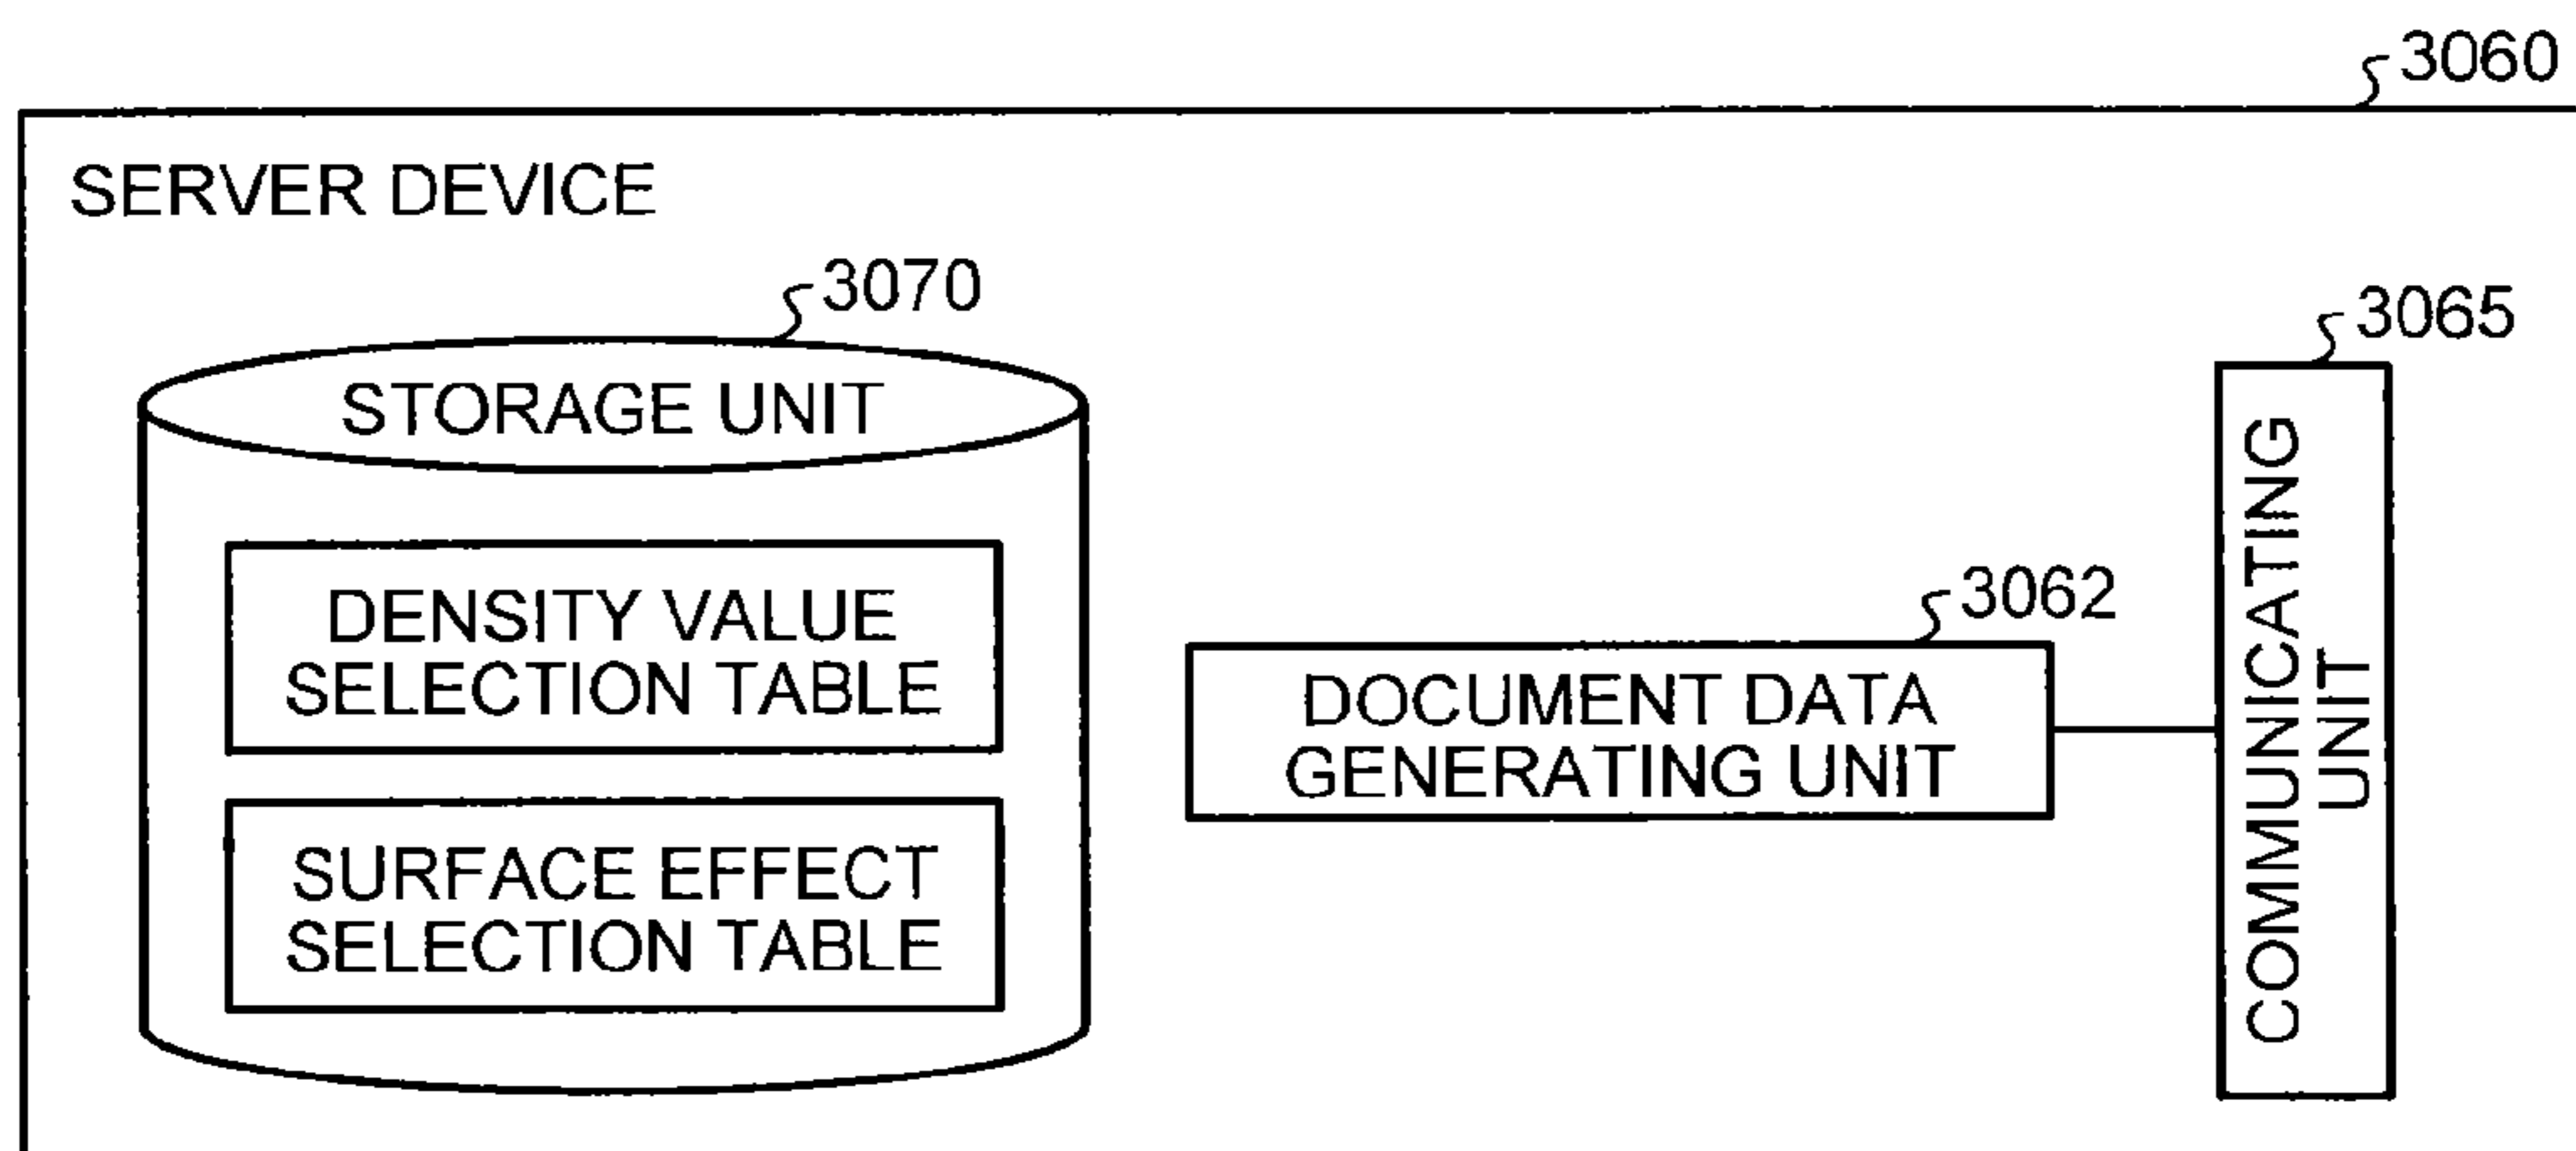 3060
SERVER DEVICE
3070
STORAGE UNIT
DENSITY VALUE
SELECTION TABLE
SURFACE EFFECT
SELECTION TABLE
3062
DOCUMENT DATA
GENERATING UNIT
3065
COMMUNICATING
UNIT